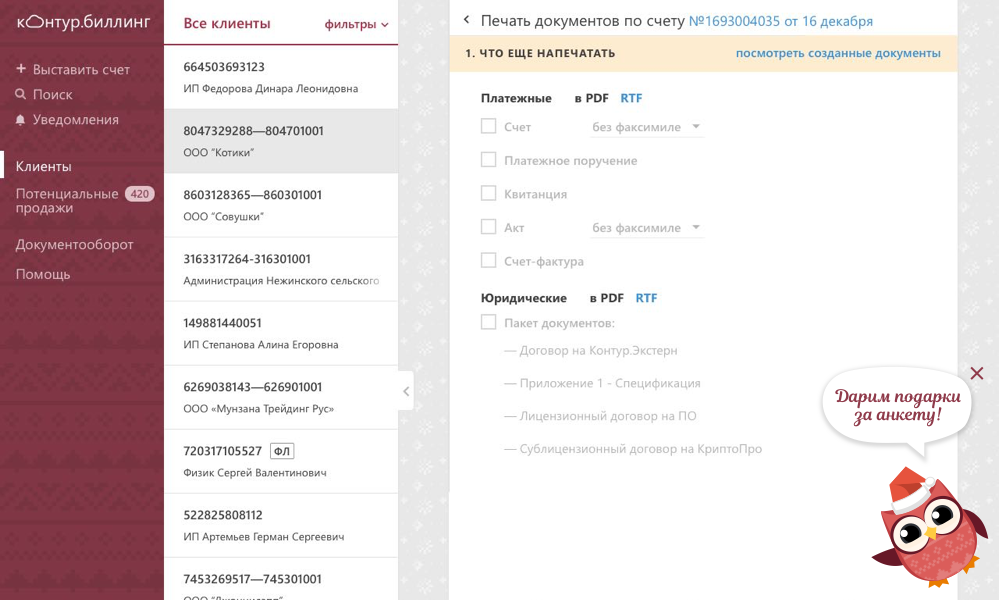 контур.биллинг
Выставить счет
Поиск
Уведомления
Клиенты
Потенциальные 420
продажи
Документооборот
Помощь
Все клиенты фильтры
664503693123
ИП Федорова Динара Леонидовна
8047329288—804701001
ООО "Котики"
8603128365—860301001
ООО "Совушки"
3163317264-316301001
Администрация Нежинского сельского
149881440051
ИП Степанова Алина Егоровна
6269038143—626901001
ООО «Мунзана Трейдинг Рус»
720317105527 ФЛ
Физик Сергей Валентинович
522825808112
ИП Артемьев Герман Сергеевич
7453269517—745301001
Печать документов по счету №1693004035 от 16 декабря
1. ЧТО ЕЩЕ НАПЕЧАТАТЬ посмотреть созданные документы
Платежные в PDF RTF
Счет без факсимиле
Платежное поручение
Квитанция
Акт без факсимиле
Счет-фактура
Юридические в PDF RTF
Пакет документов:
— Договор на Контур.Экстерн
— Приложение 1 - Спецификация
— Лицензионный договор на ПО
— Сублицензионный договор на КриптоПро
Дарим подарки
за анкету!